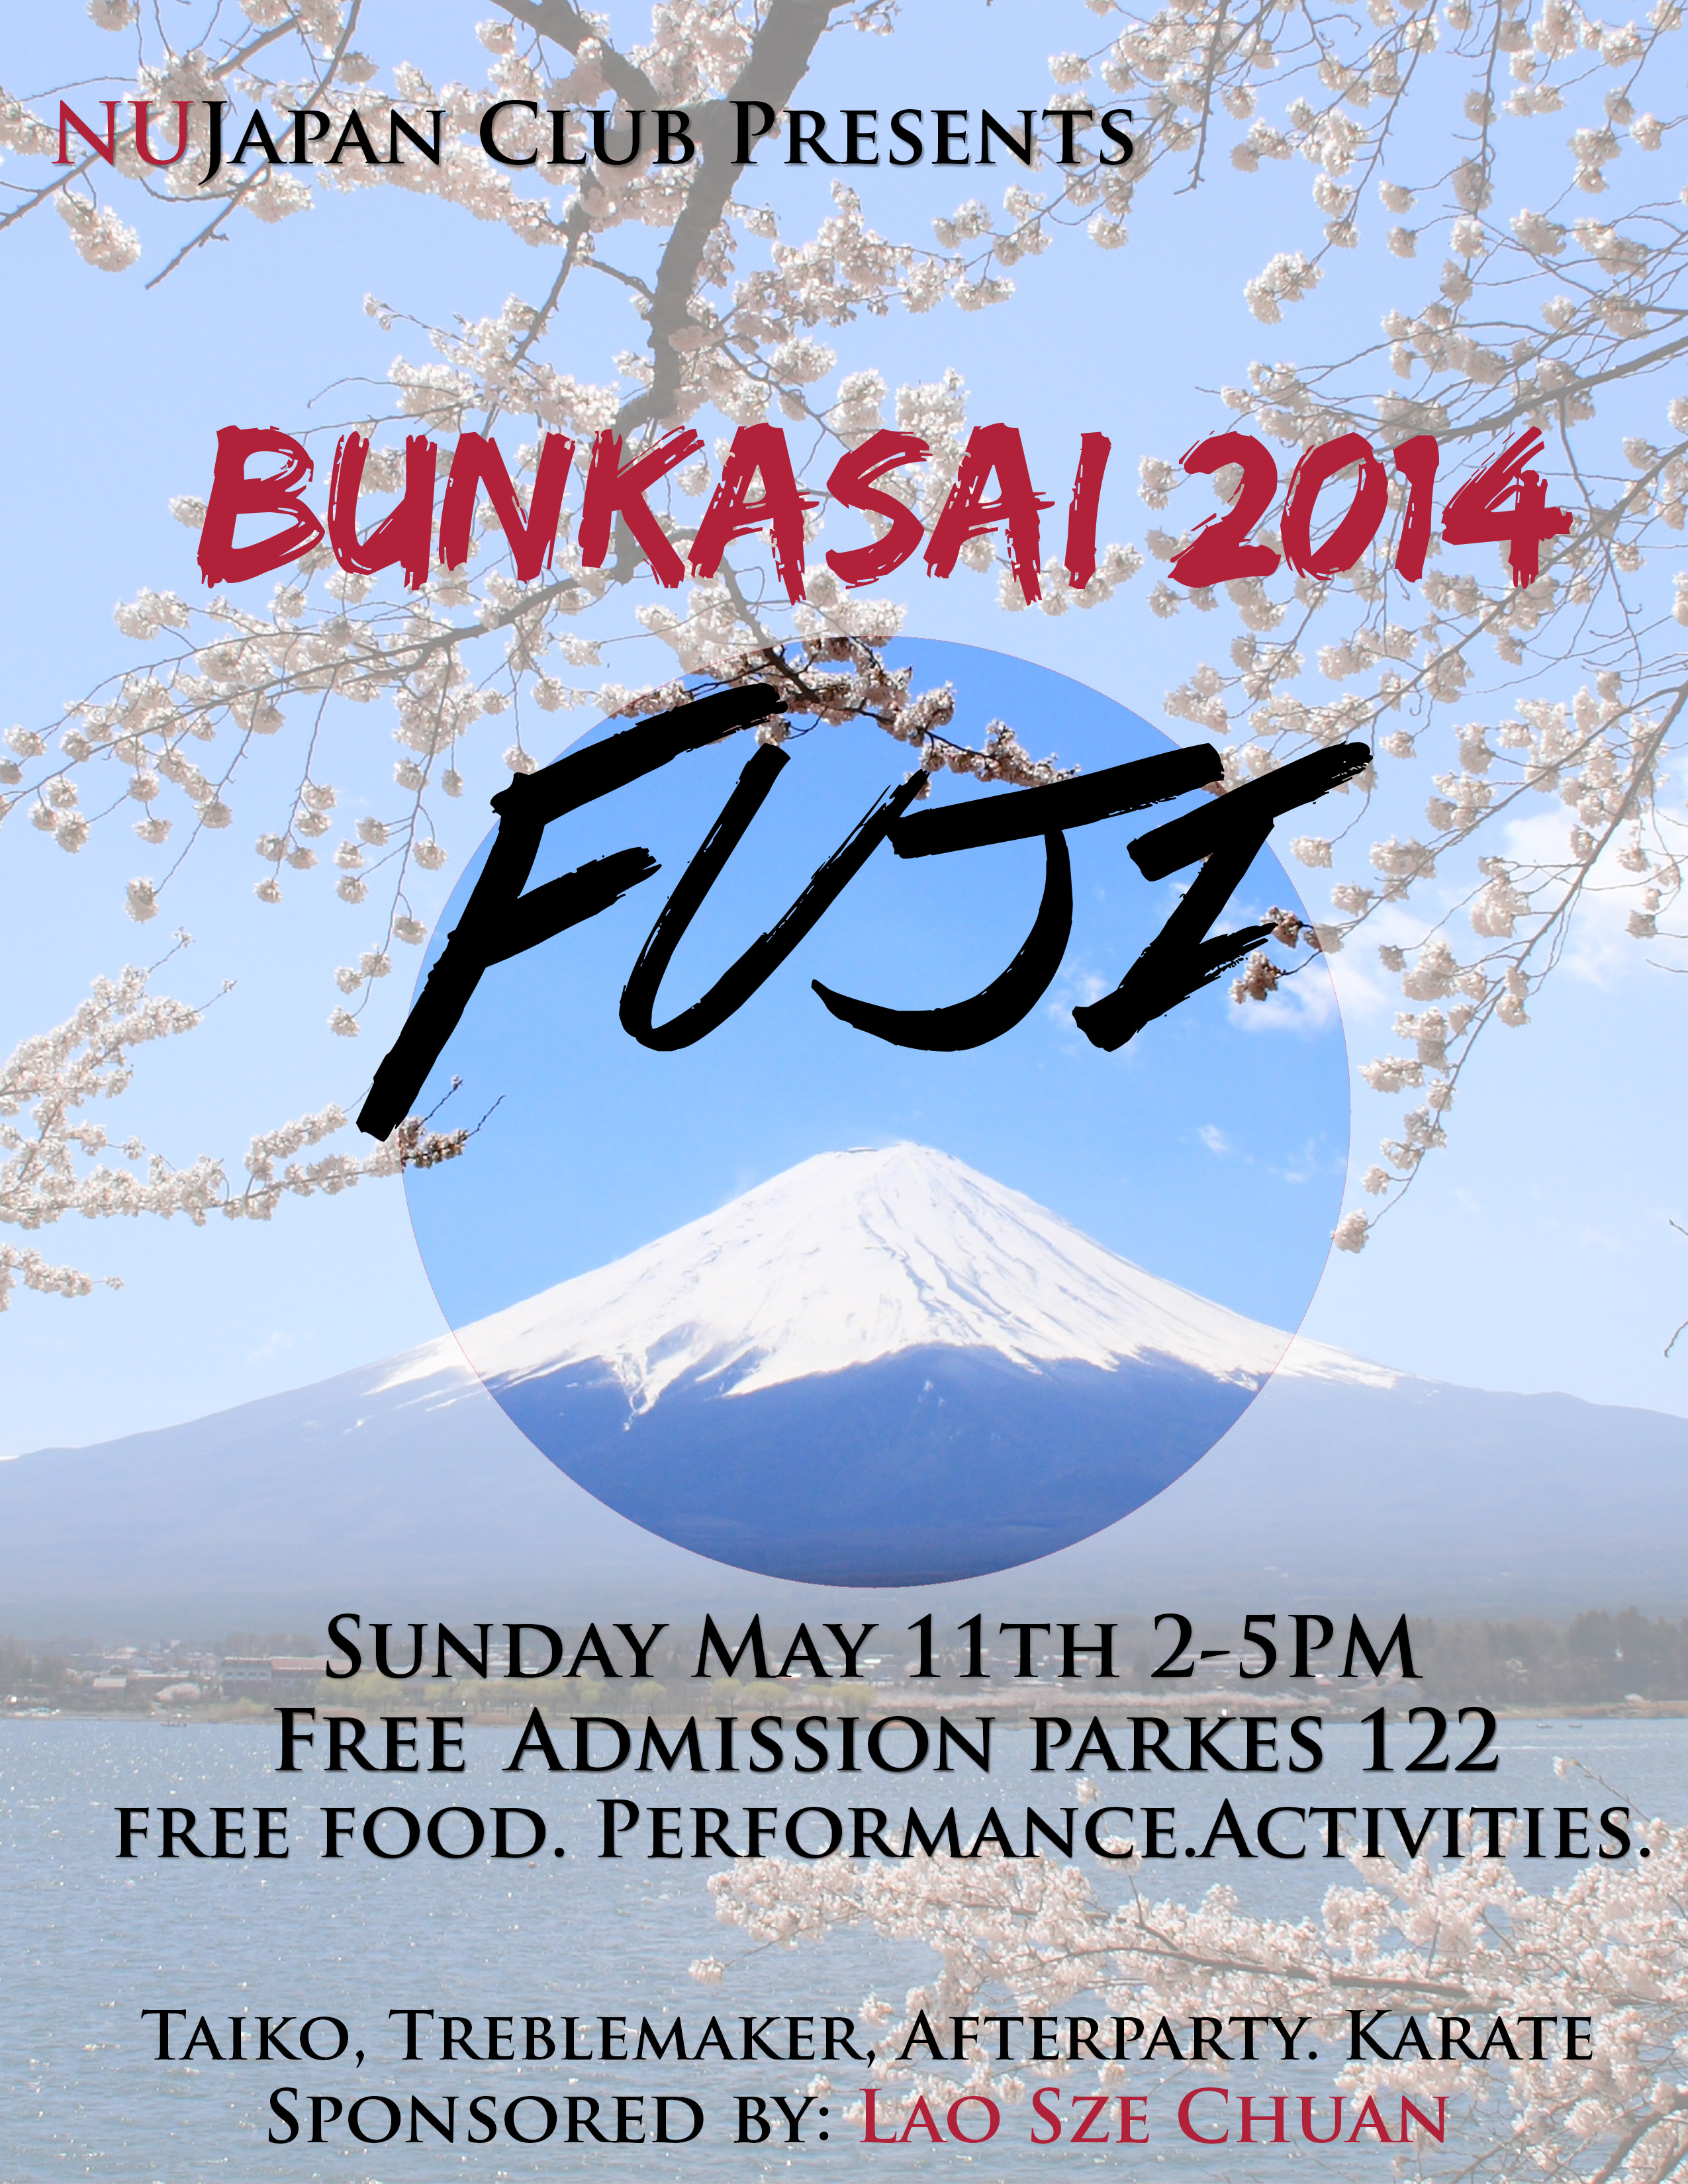 NUJapan Club Presents
BUNKASAI 2014
FUJI
Sunday May 11th 2-5PM
Free Admission parkes 122
free food. Performance.Activities.
Taiko, Treblemaker, Afterparty. Karate
Sponsored by: Lao Sze Chuan